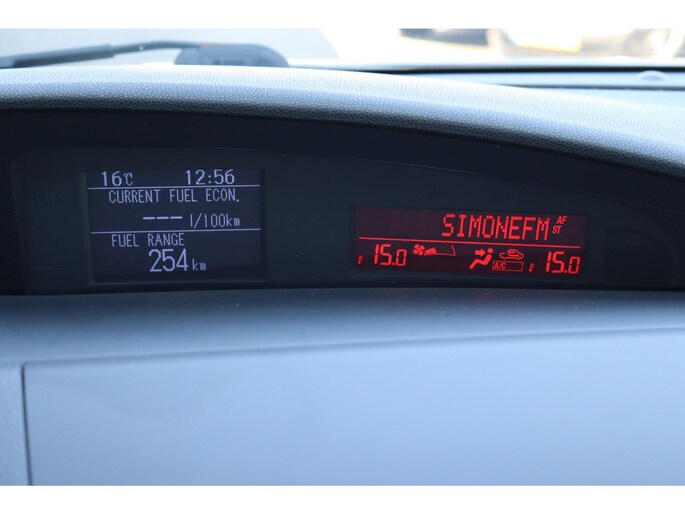 16°C 12:56
CURRENT FUEL ECON.
--- l/100km
FUEL RANGE
254 km
SIMONEFM AF
ST
15.0 A/C 15.0